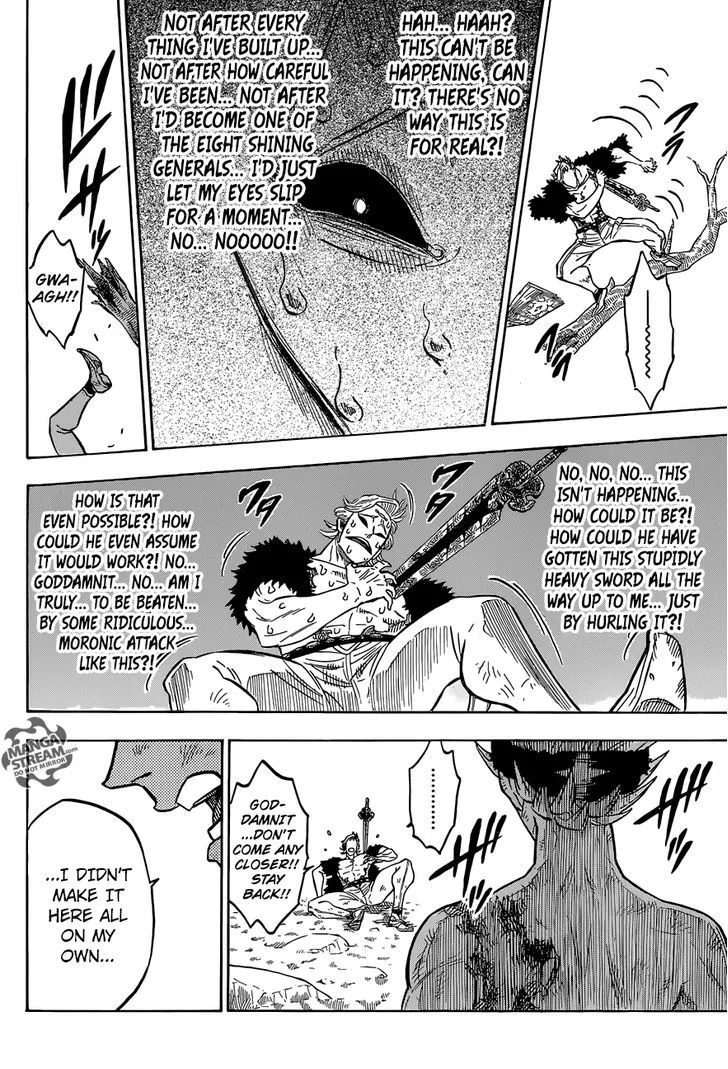 HAH... HAAH?
THIS CAN'T BE
HAPPENING, CAN
IT? THERE'S NO
WAY THIS IS
FOR REAL?!
NOT AFTER EVERY
THING I'VE BUILT UP...
NOT AFTER HOW CAREFUL
I'VE BEEN... NOT AFTER
I'D BECOME ONE OF
THE EIGHT SHINING
GENERALS... I'D JUST
LET MY EYES SLIP
FOR A MOMENT...
NO... NOOOOO!!
GWA-
AGH!!
NO, NO, NO... THIS
ISN'T HAPPENING...
HOW COULD IT BE?!
HOW COULD HE HAVE
GOTTEN THIS STUPIDLY
HEAVY SWORD ALL THE
WAY UP TO ME... JUST
BY HURLING IT?!
ワタ
ワタ
HOW IS THAT
EVEN POSSIBLE?! HOW
COULD HE EVEN ASSUME
IT WOULD WORK?! NO...
GODDAMNIT... NO... AM I
TRULY... TO BE BEATEN...
BY SOME RIDICULOUS...
MORONIC ATTACK
LIKE THIS?!
.........
GOD-
DAMNIT
...DON'T
COME ANY
CLOSER!!
STAY
BACK!!
...I DIDN'T
MAKE IT
HERE ALL
ON MY
OWN...
MANGA
STREAM.com
DO NOT MIRROR